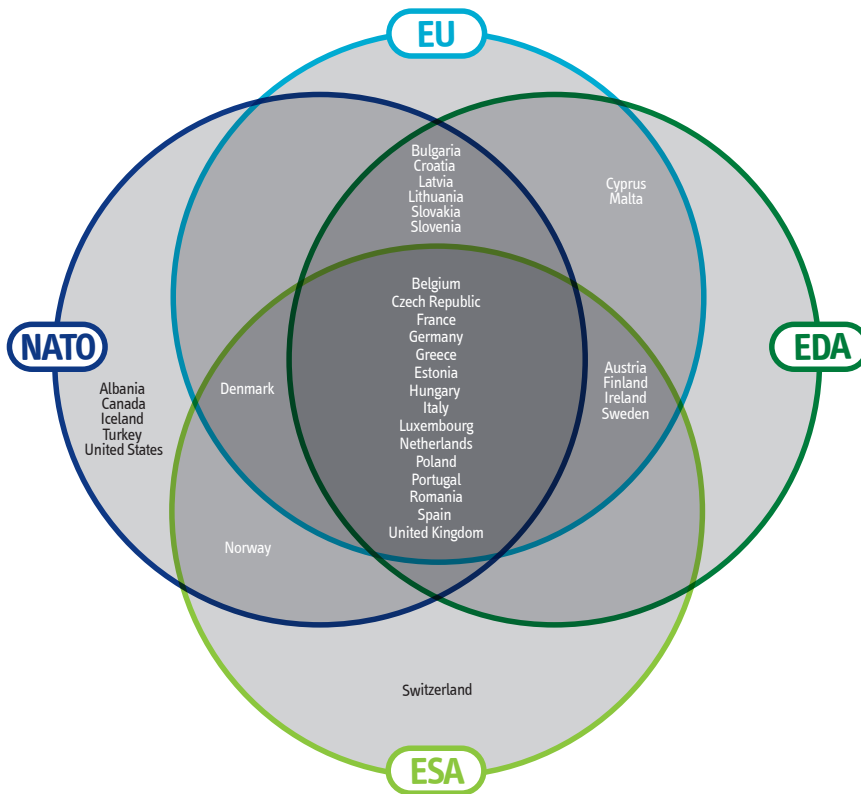 EU
Bulgaria
Croatia
Latvia
Lithuania
Slovakia
Slovenia
Cyprus
Malta
NATO
EDA
Albania
Canada
Iceland
Turkey
United States
Denmark
Belgium
Czech Republic
France
Germany
Greece
Estonia
Hungary
Italy
Luxembourg
Netherlands
Poland
Portugal
Romania
Spain
United Kingdom
Austria
Finland
Ireland
Sweden
Norway
Switzerland
ESA